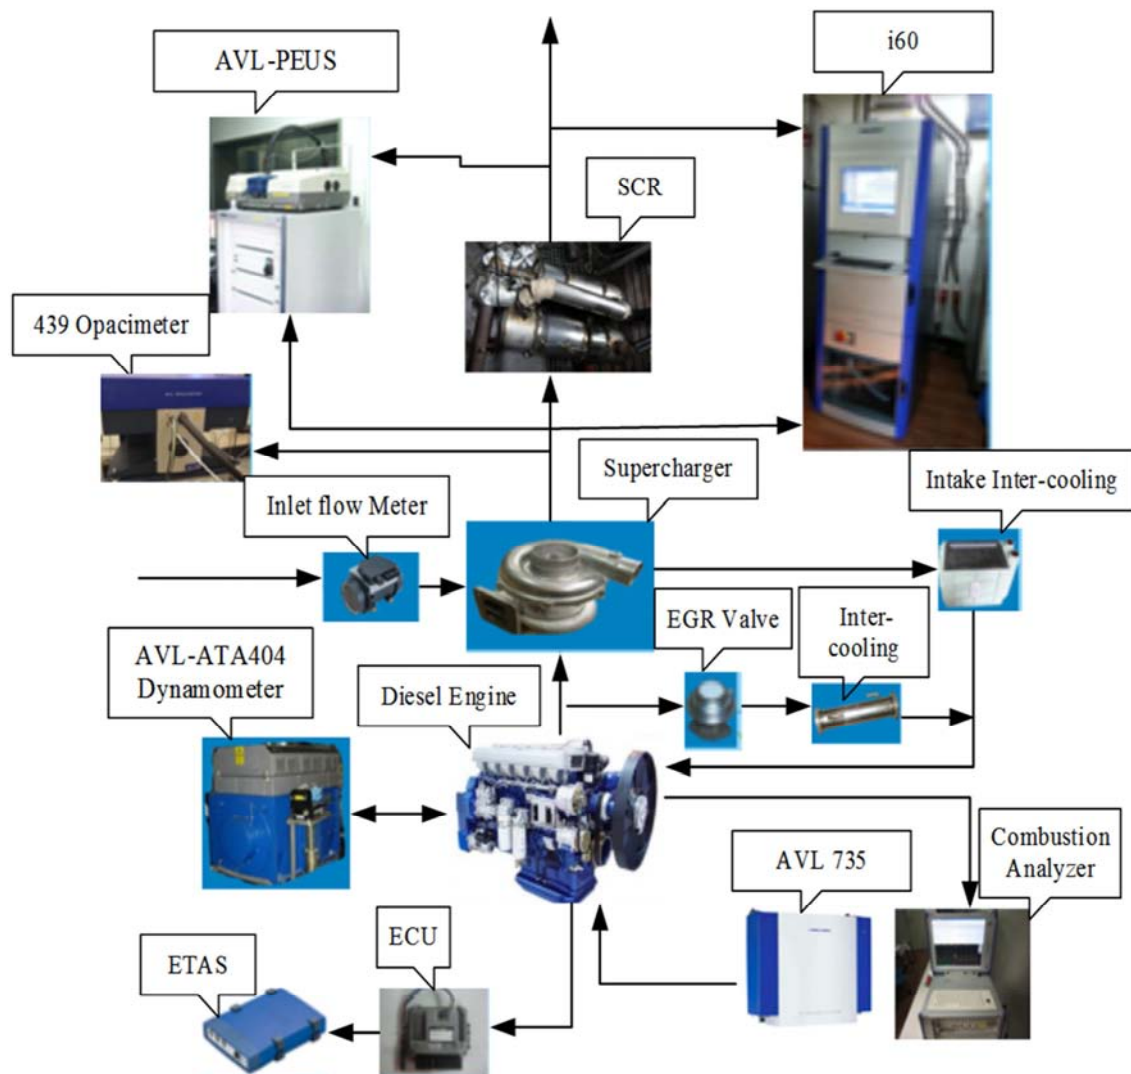 AVL-PEUS
i60
SCR
439 Opacimeter
Supercharger
Intake Inter-cooling
Inlet flow Meter
EGR Valve
Inter-
cooling
AVL-ATA404
Dynamometer
Diesel Engine
AVL 735
Combustion
Analyzer
ECU
ETAS